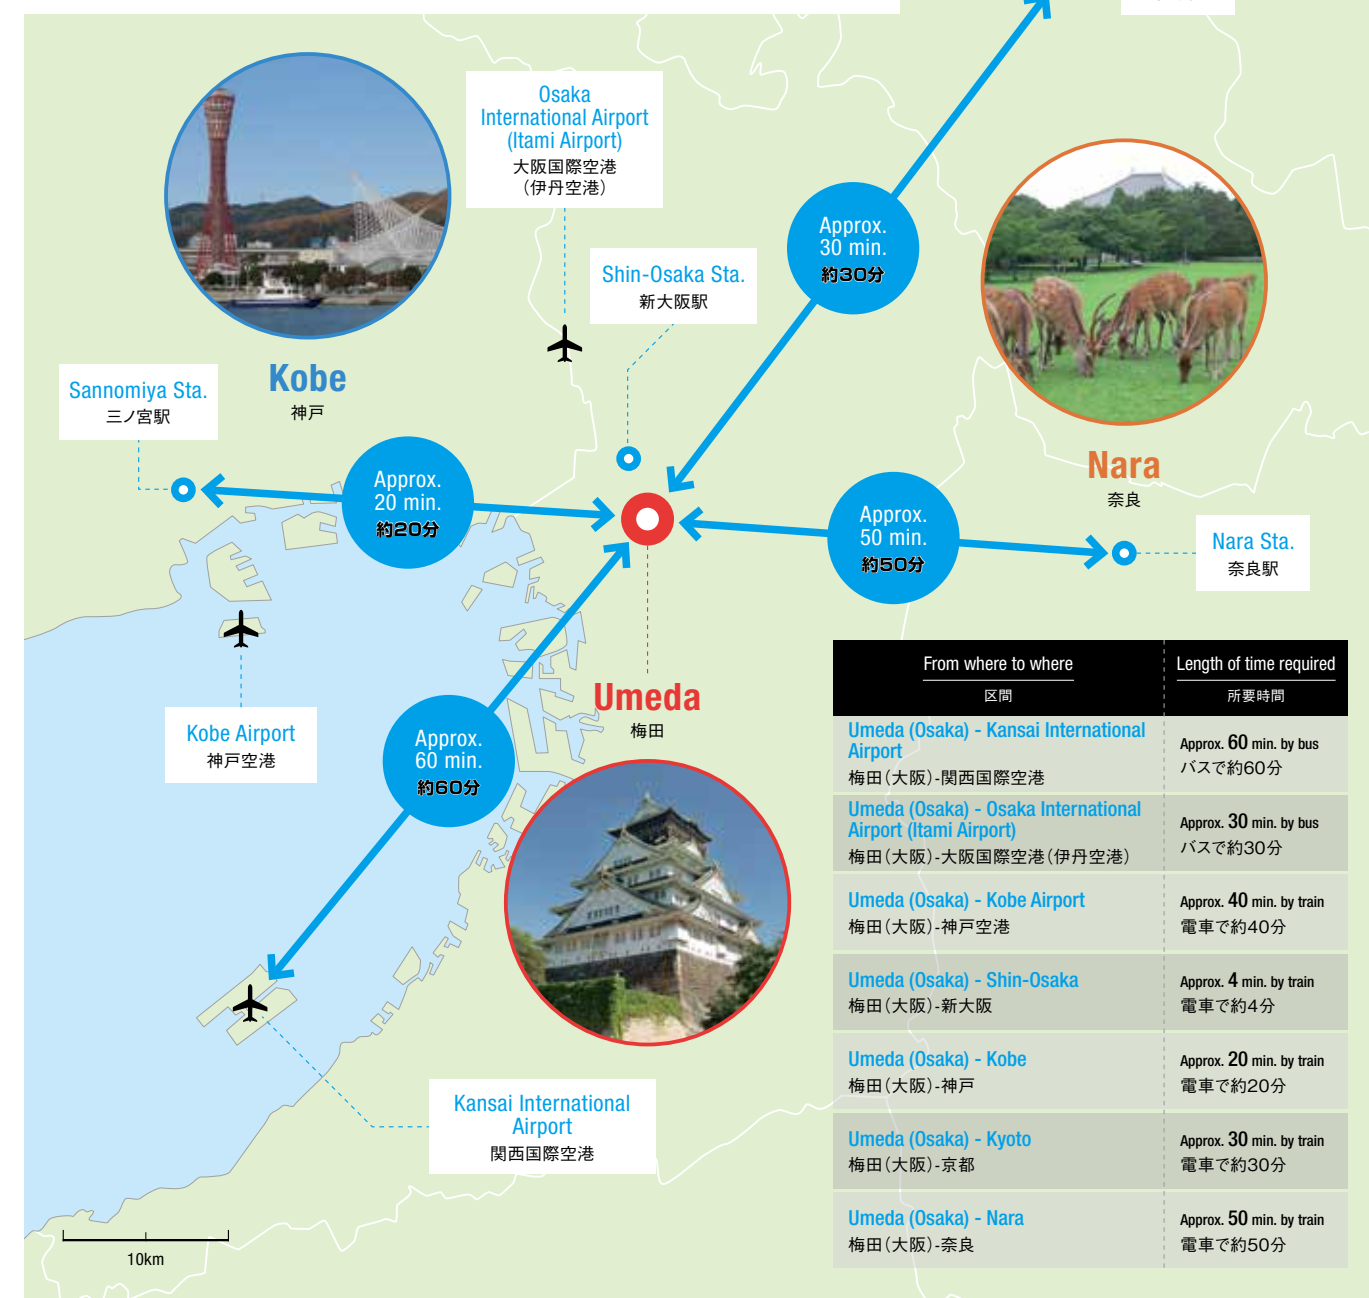 Osaka
International Airport
(Itami Airport)
大阪国際空港
（伊丹空港）
Approx.
30 min.
約30分
Shin-Osaka Sta.
新大阪駅
Kobe
神戸
Sannomiya Sta.
三ノ宮駅
Approx.
20 min.
約20分
Nara
奈良
Approx.
50 min.
約50分
Nara Sta.
奈良駅
Umeda
梅田
Kobe Airport
神戸空港
Approx.
60 min.
約60分
Kansai International
Airport
関西国際空港
10km
From where to where
区間
Length of time required
所要時間
Umeda (Osaka) - Kansai International
Airport
梅田（大阪）-関西国際空港
Approx. 60 min. by bus
バスで約60分
Umeda (Osaka) - Osaka International
Airport (Itami Airport)
梅田（大阪）-大阪国際空港（伊丹空港）
Approx. 30 min. by bus
バスで約30分
Umeda (Osaka) - Kobe Airport
梅田（大阪）-神戸空港
Approx. 40 min. by train
電車で約40分
Umeda (Osaka) - Shin-Osaka
梅田（大阪）-新大阪
Approx. 4 min. by train
電車で約4分
Umeda (Osaka) - Kobe
梅田（大阪）-神戸
Approx. 20 min. by train
電車で約20分
Umeda (Osaka) - Kyoto
梅田（大阪）-京都
Approx. 30 min. by train
電車で約30分
Umeda (Osaka) - Nara
梅田（大阪）-奈良
Approx. 50 min. by train
電車で約50分